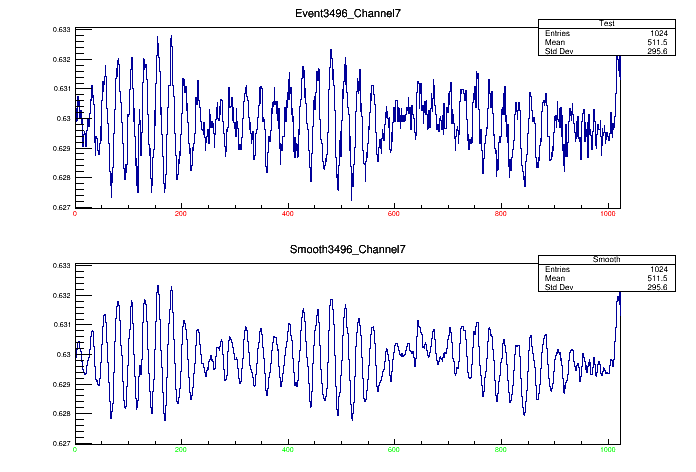 Event3496_Channel7
Test
Entries 1024
Mean 511.5
Std Dev 295.6
0.633
0.632
0.631
0.63
0.629
0.628
0.627
0 200 400 600 800 1000
Smooth3496_Channel7
Smooth
Entries 1024
Mean 511.5
Std Dev 295.6
0.633
0.632
0.631
0.63
0.629
0.628
0.627
0 200 400 600 800 1000